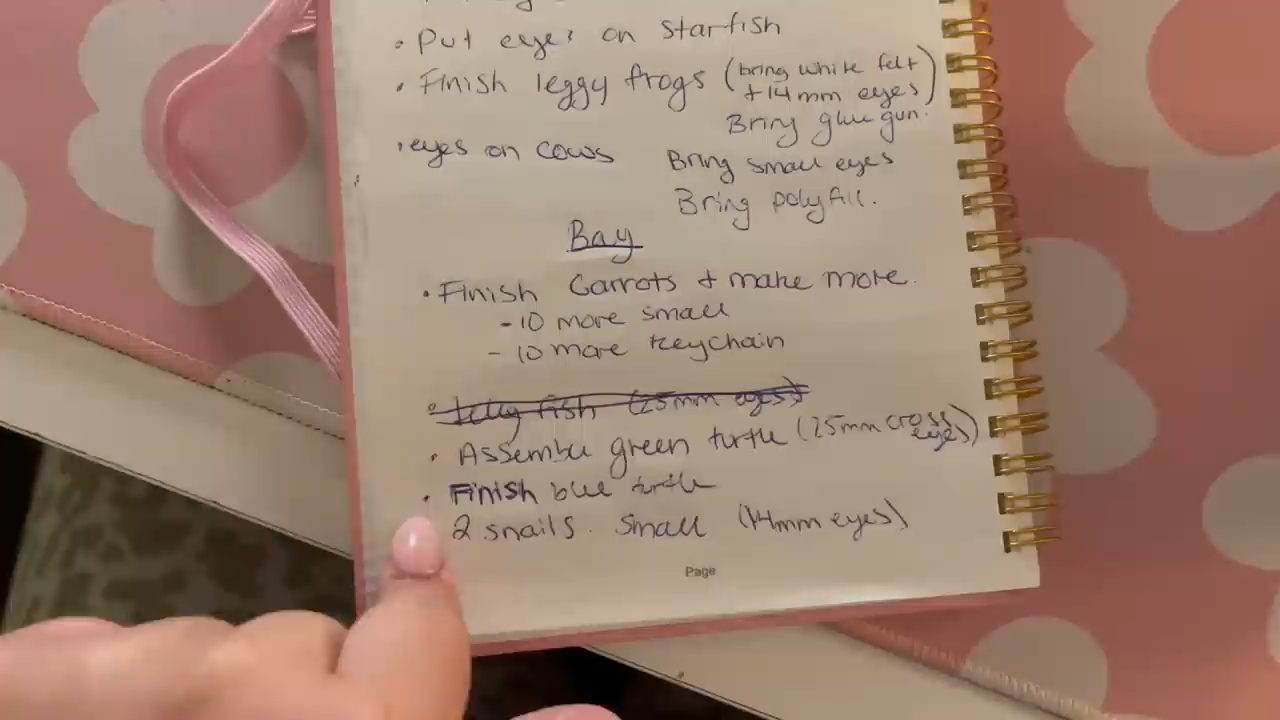 • Put eyes on starfish
• Finish leggy frogs (bring white felt
+ 14mm eyes)
Bring glue gun.
• eyes on cows
Bring small eyes
Bring polyfill.
Bay
• Finish Carrots + make more.
- 10 more small
- 10 more keychain
• Jelly fish (25mm eyes)
• Assemble green turtle (25mm cross
eyes)
• Finish blue turtle
2 snails. small (14mm eyes)
Page